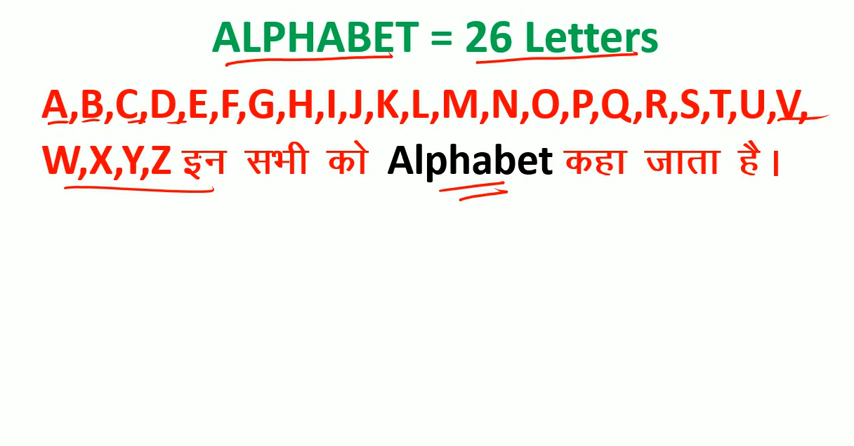 ALPHABET = 26 Letters
A,B,C,D,E,F,G,H,I,J,K,L,M,N,O,P,Q,R,S,T,U,V,
W,X,Y,Z इन सभी को Alphabet कहा जाता है।